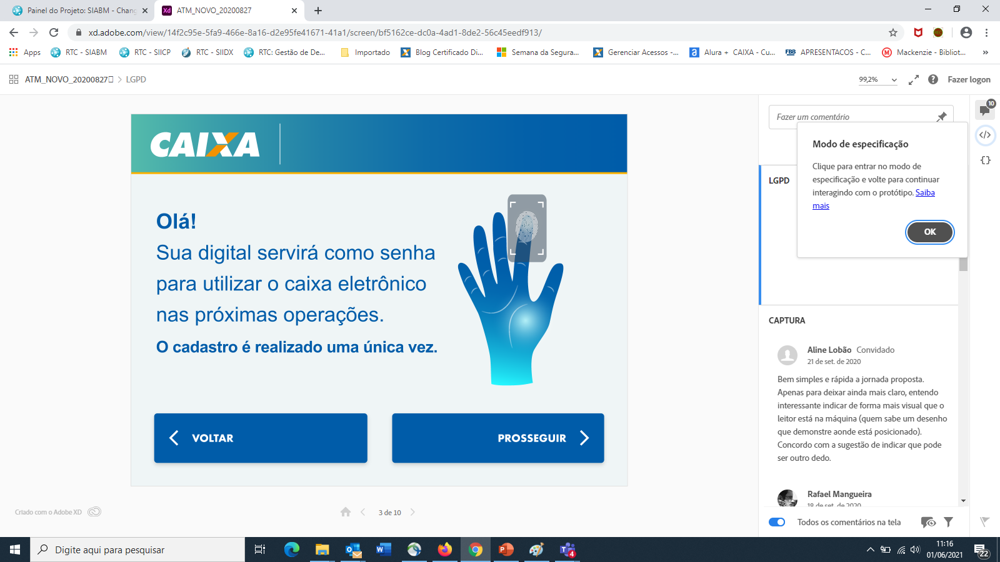 Painel do Projeto: SIABM - Chang
ATM_NOVO_20200827
xd.adobe.com/view/14f2c95e-5fa9-466e-8a16-d2e95fe41671-41a1/screen/bf5162ce-dc0a-4ad1-8de2-56c45eedf913/
Apps
RTC - SIABM
RTC - SIICP
RTC - SIIDX
RTC: Gestão de De...
Importado
Blog Certificado Di...
Semana da Segura...
Gerenciar Acessos -...
Alura + CAIXA - Cu...
FBB APRESENTACOS - C...
Mackenzie - Bibliot...
ATM_NOVO_20200827
LGPD
99,2%
Fazer logon
CAIXA
Olá!
Sua digital servirá como senha
para utilizar o caixa eletrônico
nas próximas operações.
O cadastro é realizado uma única vez.
VOLTAR
PROSSEGUIR
Criado com o Adobe XD
3 de 10
Fazer um comentário
10
Modo de especificação
Clique para entrar no modo de
especificação e volte para continuar
interagindo com o protótipo. Saiba
mais
OK
LGPD
CAPTURA
Aline Lobão Convidado
21 de set. de 2020
Bem simples e rápida a jornada proposta.
Apenas para deixar ainda mais claro, entendo
interessante indicar de forma mais visual que o
leitor está na máquina (quem sabe um desenho
que demonstre aonde está posicionado).
Concordo com a sugestão de indicar que pode
ser outro dedo.
Rafael Mangueira
18 de set. de 2020
Todos os comentários na tela
Digite aqui para pesquisar
4
11:16
01/06/2021
22